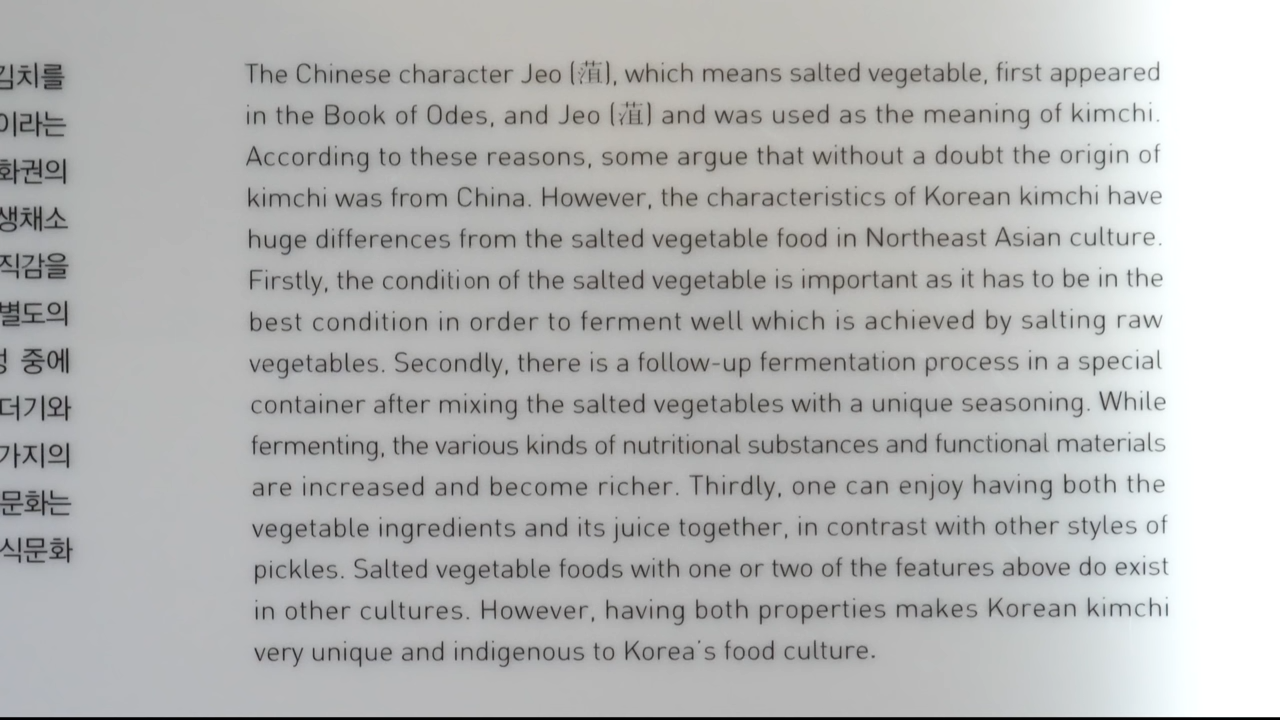 김치를
이라는
화권의
생채소
직감을
별도의
중에
더기와
가지의
문화는
식문화
The Chinese character Jeo (菹), which means salted vegetable, first appeared
in the Book of Odes, and Jeo (菹) and was used as the meaning of kimchi.
According to these reasons, some argue that without a doubt the origin of
kimchi was from China. However, the characteristics of Korean kimchi have
huge differences from the salted vegetable food in Northeast Asian culture.
Firstly, the condition of the salted vegetable is important as it has to be in the
best condition in order to ferment well which is achieved by salting raw
vegetables. Secondly, there is a follow-up fermentation process in a special
container after mixing the salted vegetables with a unique seasoning. While
fermenting, the various kinds of nutritional substances and functional materials
are increased and become richer. Thirdly, one can enjoy having both the
vegetable ingredients and its juice together, in contrast with other styles of
pickles. Salted vegetable foods with one or two of the features above do exist
in other cultures. However, having both properties makes Korean kimchi
very unique and indigenous to Korea's food culture.